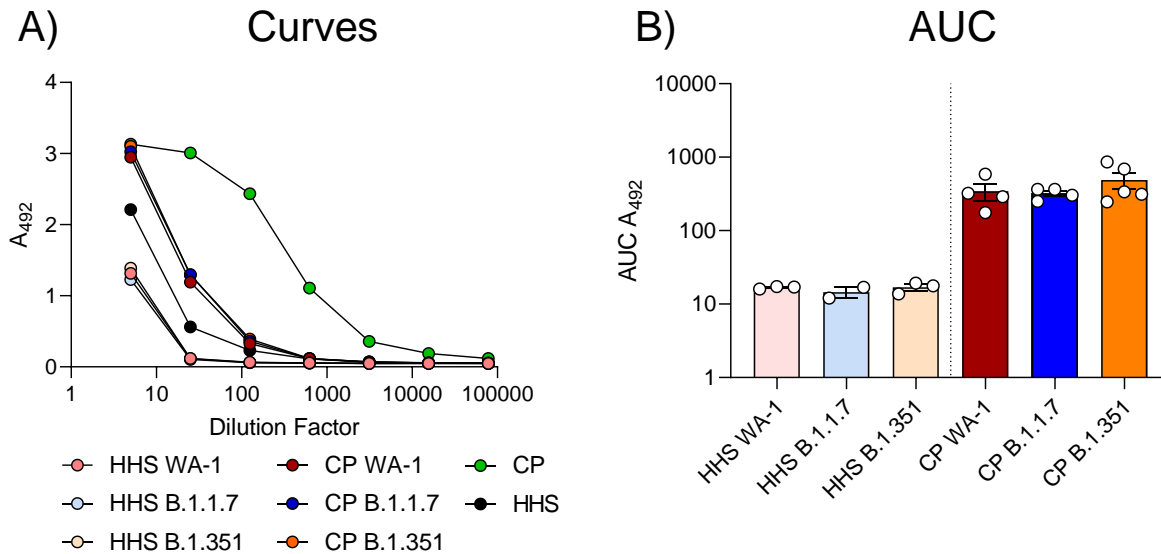 A) Curves
4
3
2
1
0
A492
1 10 100 1000 10000 100000
Dilution Factor
HHS WA-1 CP WA-1 CP
HHS B.1.1.7 CP B.1.1.7 HHS
HHS B.1.351 CP B.1.351
B) AUC
10000
1000
100
10
1
AUC A492
HHS WA-1
HHS B.1.1.7
HHS B.1.351
CP WA-1
CP B.1.1.7
CP B.1.351